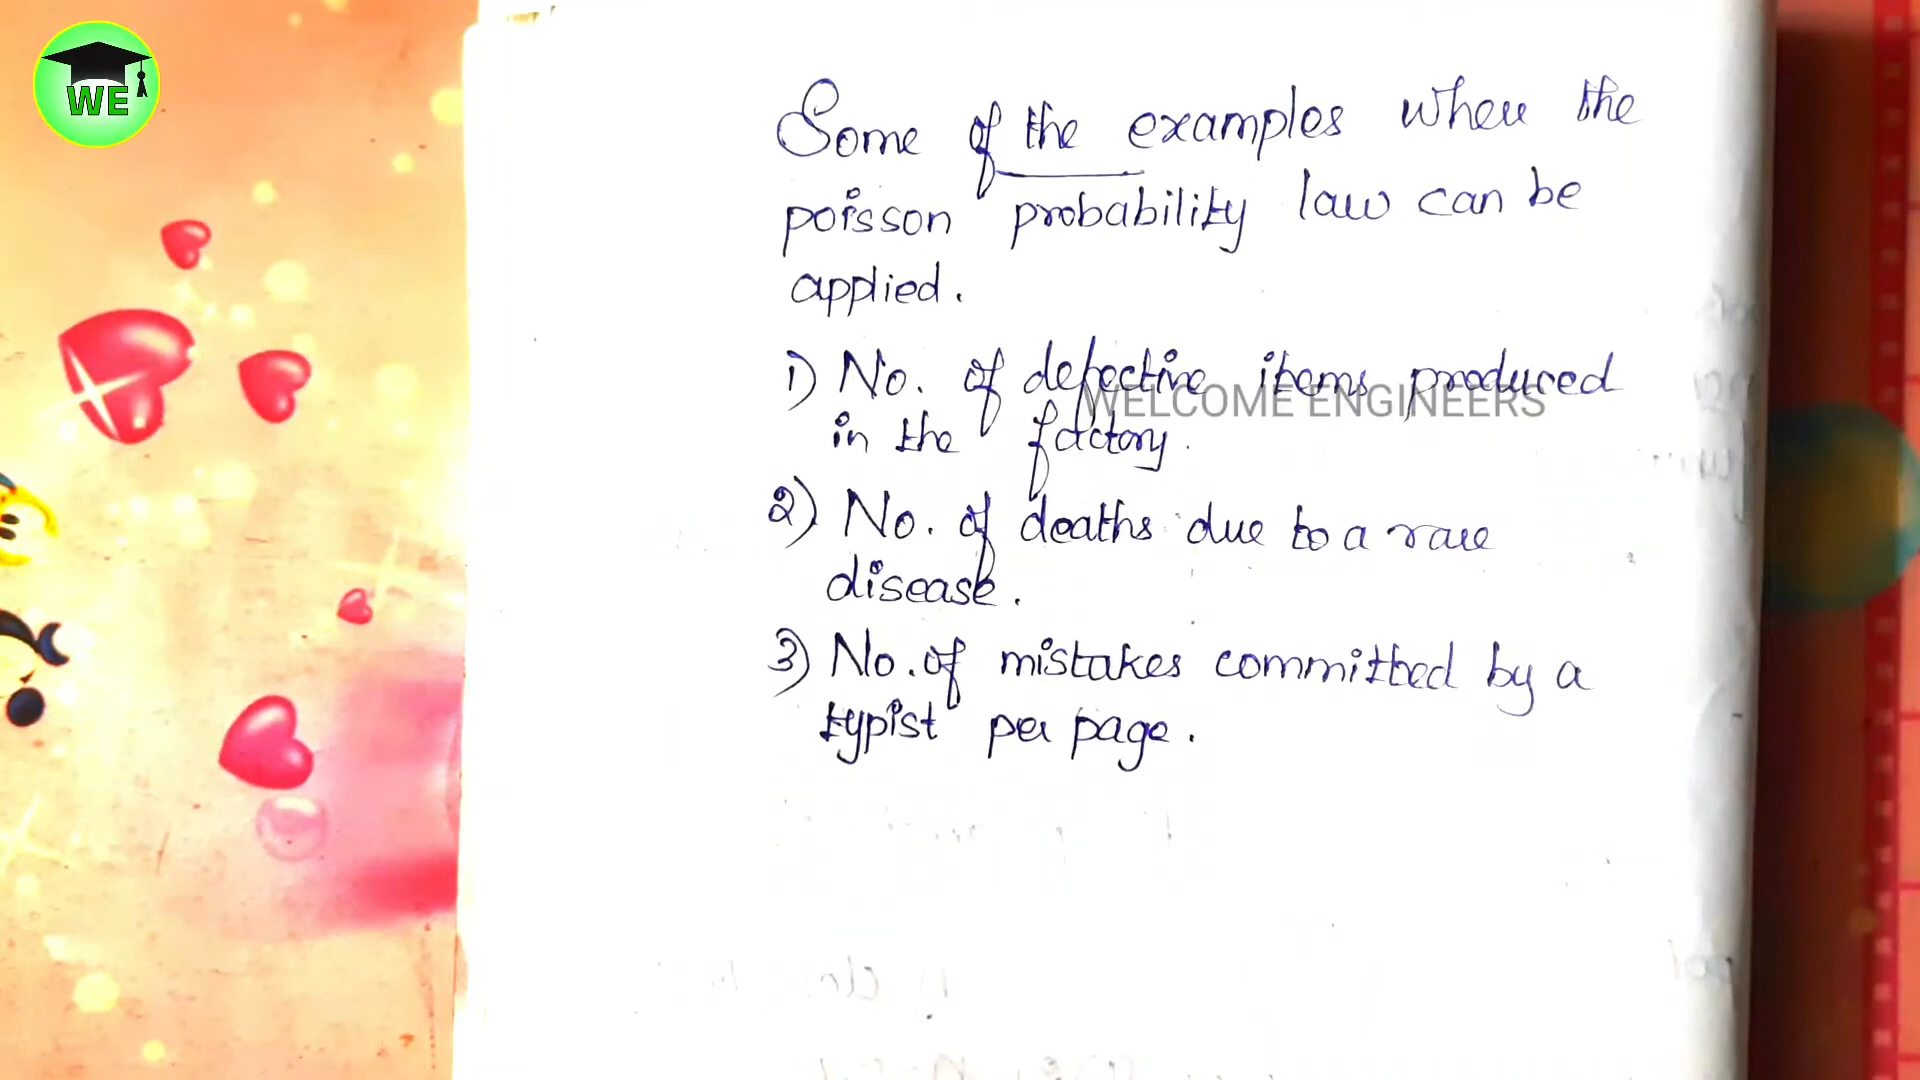 WE
Some of the examples where the
poisson probability law can be
applied.
1) No. of defective items produced
WELCOME ENGINEERS
in the factory.
2) No. of deaths due to a rare
disease.
3) No. of mistakes committed by a
typist per page.